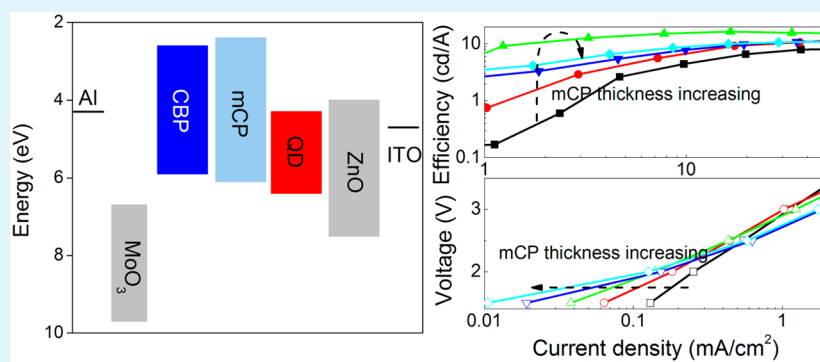 Energy (eV)
2
4
6
8
10
Al
MoO3
CBP
mCP
QD
ZnO
ITO
Efficiency (cd/A)
10
1
0.1
mCP thickness increasing
1
10
Voltage (V)
3
2
mCP thickness increasing
0.01
0.1
1
Current density (mA/cm²)